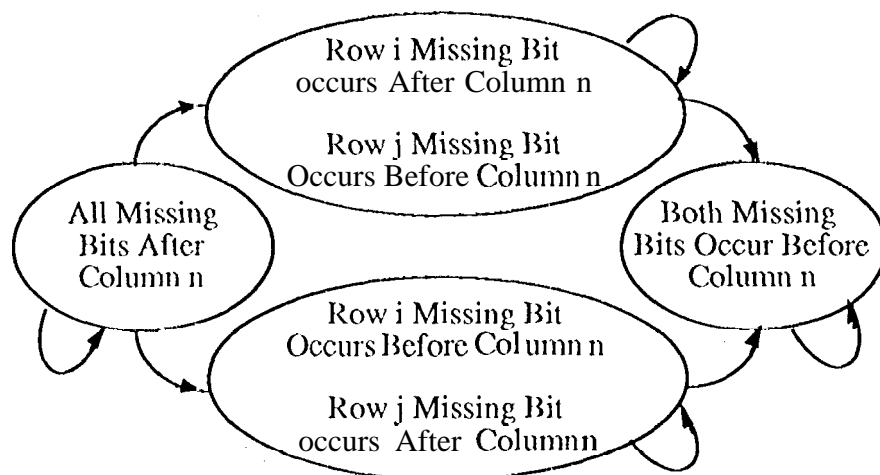 Row i Missing Bit
occurs After Column n
Row j Missing Bit
Occurs Before Column n
All Missing
Bits After
Column n
Both Missing
Bits Occur Before
Column n
Row i Missing Bit
Occurs Before Column n
Row j Missing Bit
occurs After Column n